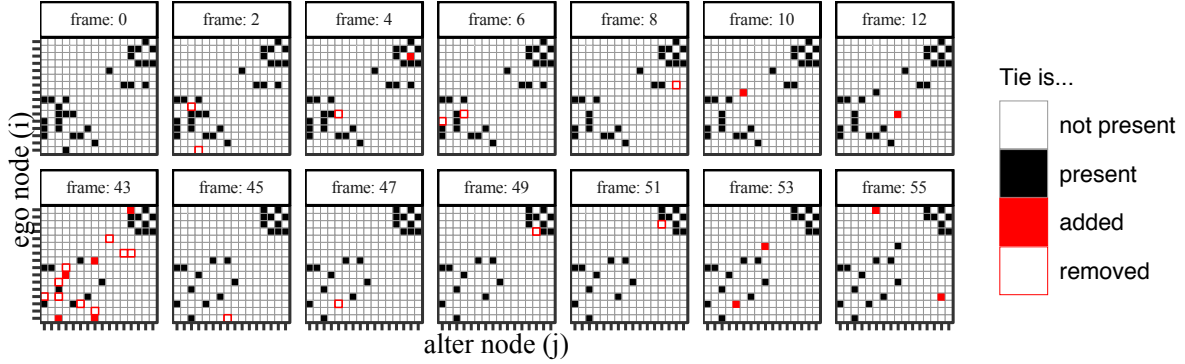 frame: 0
frame: 2
frame: 4
frame: 6
frame: 8
frame: 10
frame: 12
frame: 43
frame: 45
frame: 47
frame: 49
frame: 51
frame: 53
frame: 55
ego node (i)
alter node (j)
Tie is...
not present
present
added
removed